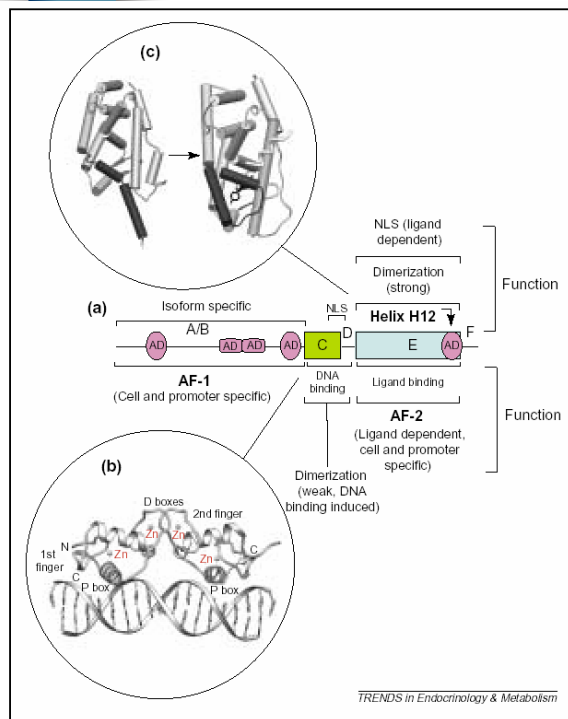 (c)
NLS (ligand
dependent)
Dimerization
(strong)
Function
(a)
Isoform specific
NLS
Helix H12
A/B
D
F
AD
AD
AD
AD
C
E
AD
AF-1
(Cell and promoter specific)
DNA
binding
Ligand binding
AF-2
(Ligand dependent,
cell and promoter
specific)
Function
Dimerization
(weak, DNA
binding induced)
(b)
D boxes
2nd finger
Zn
Zn
N
Zn
Zn
C
1st
finger
C
P box
P box
TRENDS in Endocrinology & Metabolism